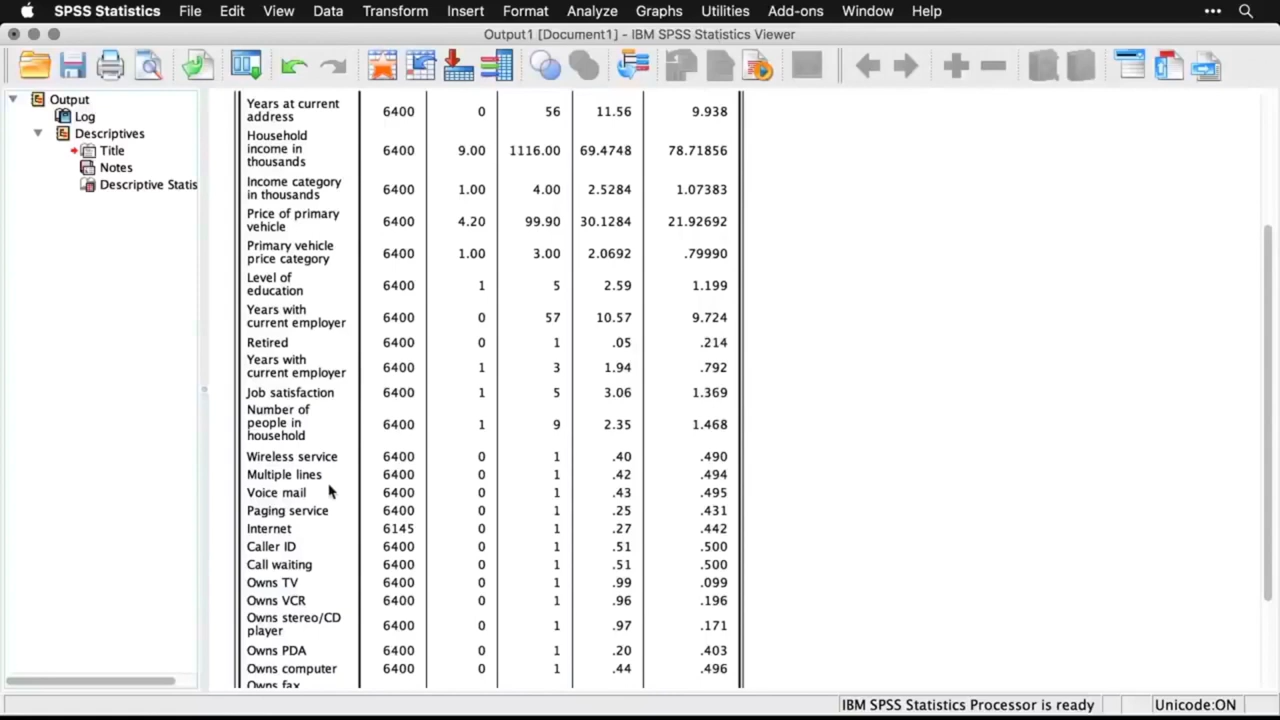 SPSS Statistics File Edit View Data Transform Insert Format Analyze Graphs Utilities Add-ons Window Help
Output1 [Document1] - IBM SPSS Statistics Viewer
Output
Log
Descriptives
Title
Notes
Descriptive Statis
Years at current
address 6400 0 56 11.56 9.938
Household
income in
thousands 6400 9.00 1116.00 69.4748 78.71856
Income category
in thousands 6400 1.00 4.00 2.5284 1.07383
Price of primary
vehicle 6400 4.20 99.90 30.1284 21.92692
Primary vehicle
price category 6400 1.00 3.00 2.0692 .79990
Level of
education 6400 1 5 2.59 1.199
Years with
current employer 6400 0 57 10.57 9.724
Retired 6400 0 1 .05 .214
Years with
current employer 6400 1 3 1.94 .792
Job satisfaction 6400 1 5 3.06 1.369
Number of
people in
household 6400 1 9 2.35 1.468
Wireless service 6400 0 1 .40 .490
Multiple lines 6400 0 1 .42 .494
Voice mail 6400 0 1 .43 .495
Paging service 6400 0 1 .25 .431
Internet 6145 0 1 .27 .442
Caller ID 6400 0 1 .51 .500
Call waiting 6400 0 1 .51 .500
Owns TV 6400 0 1 .99 .099
Owns VCR 6400 0 1 .96 .196
Owns stereo/CD
player 6400 0 1 .97 .171
Owns PDA 6400 0 1 .20 .403
Owns computer 6400 0 1 .44 .496
Owns fax
IBM SPSS Statistics Processor is ready Unicode:ON